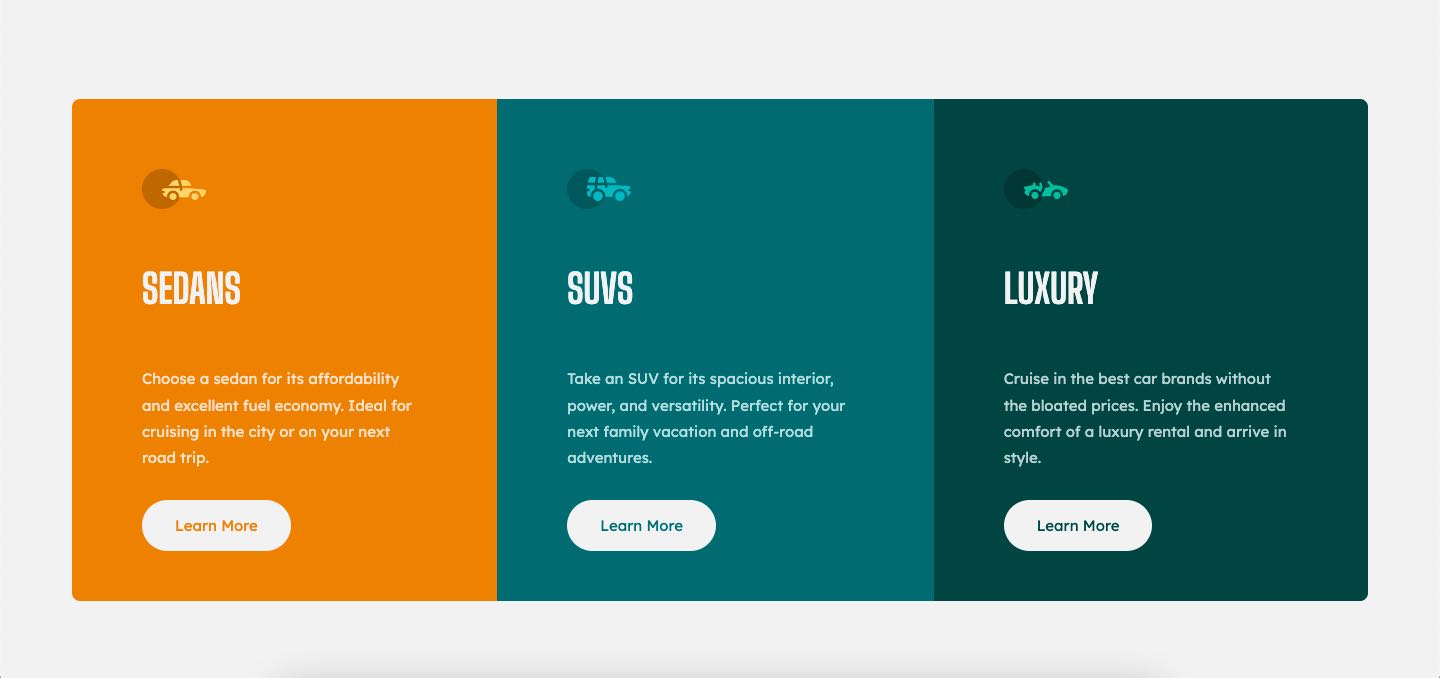 SEDANS
Choose a sedan for its affordability
and excellent fuel economy. Ideal for
cruising in the city or on your next
road trip.
Learn More
SUVS
Take an SUV for its spacious interior,
power, and versatility. Perfect for your
next family vacation and off-road
adventures.
Learn More
LUXURY
Cruise in the best car brands without
the bloated prices. Enjoy the enhanced
comfort of a luxury rental and arrive in
style.
Learn More